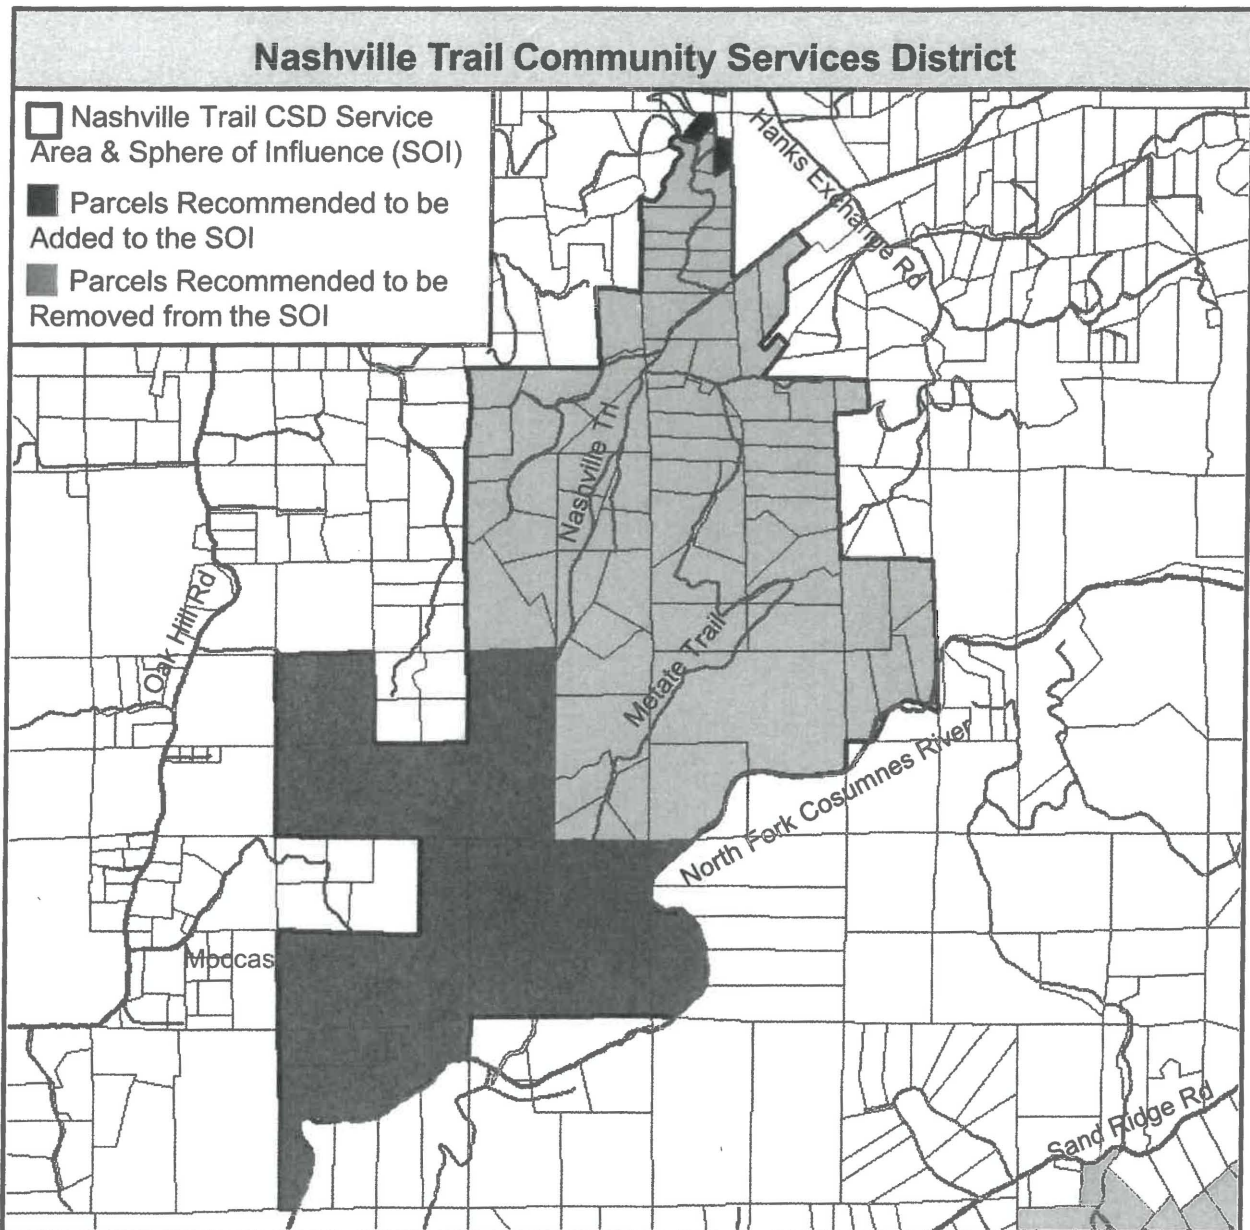 Nashville Trail Community Services District
Nashville Trail CSD Service
Area & Sphere of Influence (SOI)
Parcels Recommended to be
Added to the SOI
Parcels Recommended to be
Removed from the SOI
Hanks Exchange Rd
Nashville Trl
Oak Hill Rd
Metate Trail
North Fork Cosumnes River
Moccas
Sand Ridge Rd